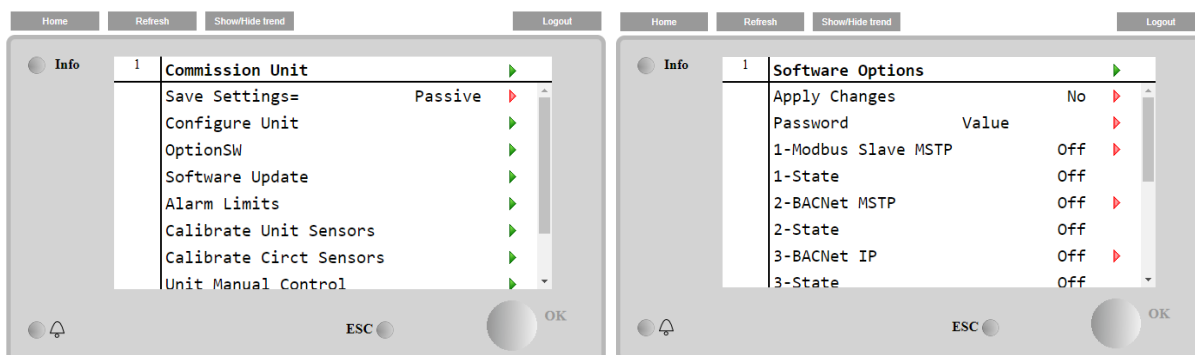 Home Refresh Show/Hide trend Logout
Info
1 Commission Unit
Save Settings= Passive
Configure Unit
OptionSW
Software Update
Alarm Limits
Calibrate Unit Sensors
Calibrate Circt Sensors
Unit Manual Control
ESC
OK
Home Refresh Show/Hide trend Logout
Info
1 Software Options
Apply Changes No
Password Value
1-Modbus Slave MSTP Off
1-State Off
2-BACNet MSTP Off
2-State Off
3-BACNet IP Off
3-State Off
ESC
OK